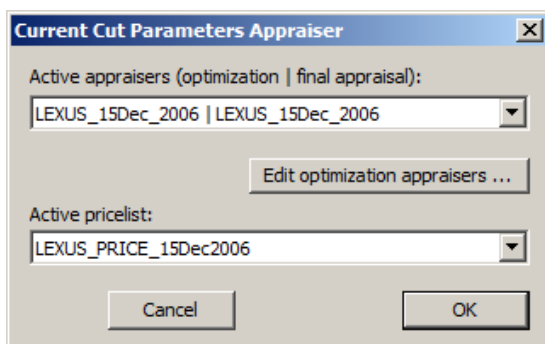 Current Cut Parameters Appraiser
Active appraisers (optimization | final appraisal):
LEXUS_15Dec_2006 | LEXUS_15Dec_2006
Edit optimization appraisers ...
Active pricelist:
LEXUS_PRICE_15Dec2006
Cancel OK